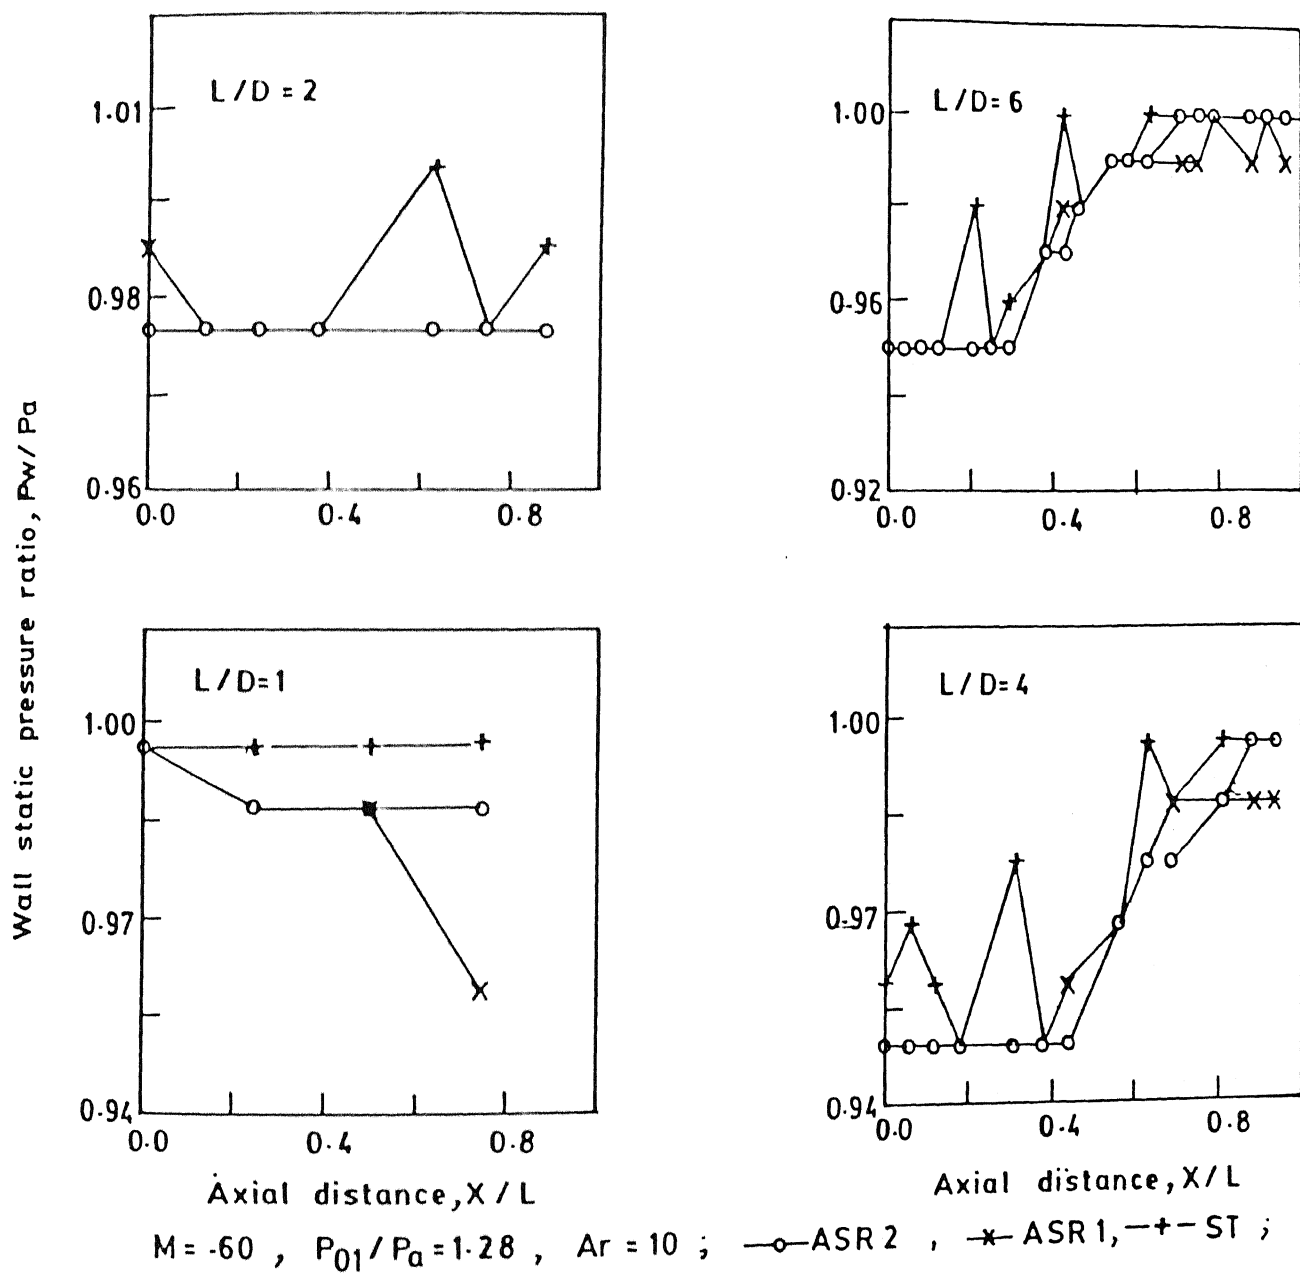 Wall static pressure ratio, Pw/Pa
L/D = 2
1.01
0.98
0.96
0.0 0.4 0.8
L/D=6
1.00
0.96
0.92
0.0 0.4 0.8
L/D=1
1.00
0.97
0.94
0.0 0.4 0.8
Axial distance, X/L
L/D=4
1.00
0.97
0.94
0.0 0.4 0.8
Axial distance, X/L
M = .60 , P01/Pa = 1.28 , Ar = 10 ; —o— ASR 2 , —x— ASR 1, —+— ST ;